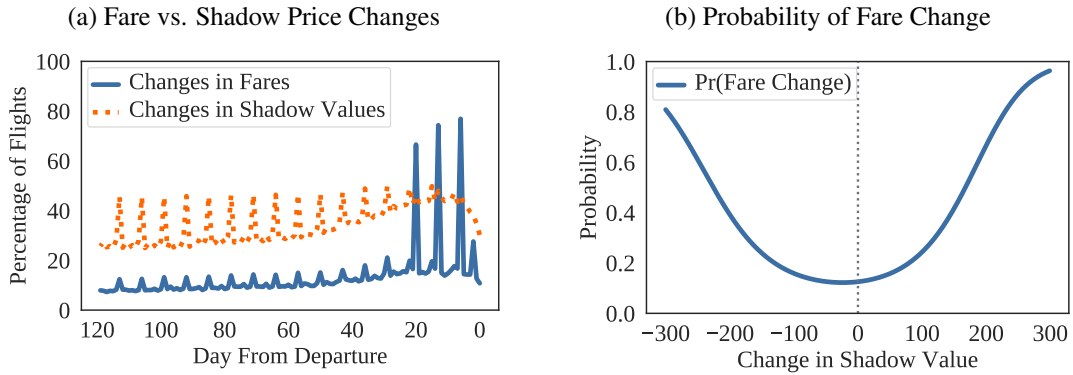 (a) Fare vs. Shadow Price Changes
Percentage of Flights
100
80
60
40
20
0
Changes in Fares
Changes in Shadow Values
120 100 80 60 40 20 0
Day From Departure
(b) Probability of Fare Change
Probability
1.0
0.8
0.6
0.4
0.2
0.0
Pr(Fare Change)
−300 −200 −100 0 100 200 300
Change in Shadow Value